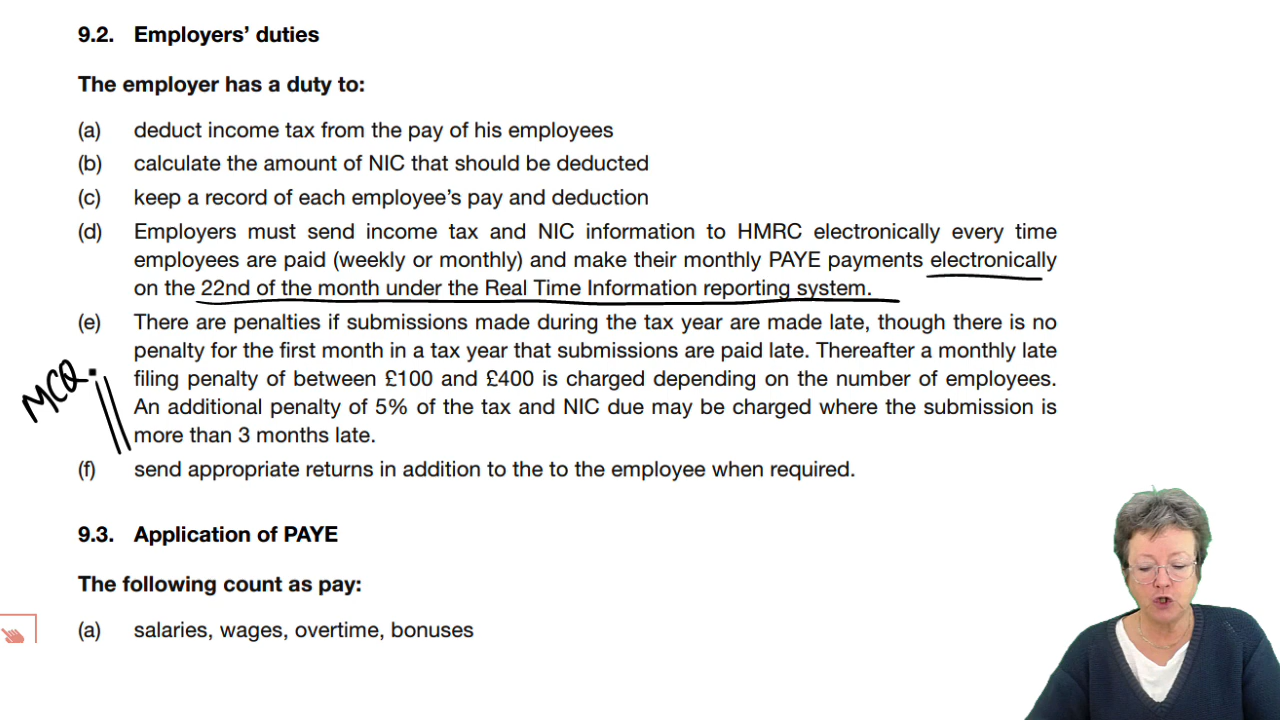 9.2. Employers’ duties
The employer has a duty to:
(a) deduct income tax from the pay of his employees
(b) calculate the amount of NIC that should be deducted
(c) keep a record of each employee’s pay and deduction
(d) Employers must send income tax and NIC information to HMRC electronically every time
employees are paid (weekly or monthly) and make their monthly PAYE payments electronically
on the 22nd of the month under the Real Time Information reporting system.
(e) There are penalties if submissions made during the tax year are made late, though there is no
penalty for the first month in a tax year that submissions are paid late. Thereafter a monthly late
MCQ. filing penalty of between £100 and £400 is charged depending on the number of employees.
An additional penalty of 5% of the tax and NIC due may be charged where the submission is
more than 3 months late.
(f) send appropriate returns in addition to the to the employee when required.
9.3. Application of PAYE
The following count as pay:
(a) salaries, wages, overtime, bonuses